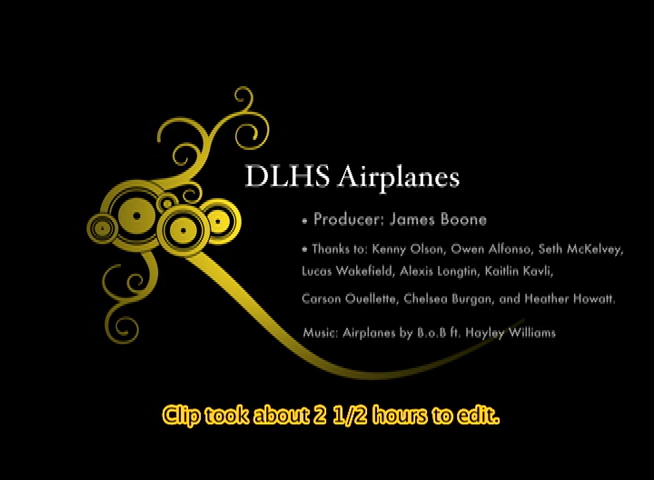 DLHS Airplanes
• Producer: James Boone
• Thanks to: Kenny Olson, Owen Alfonso, Seth McKelvey,
Lucas Wakefield, Alexis Longtin, Kaitlin Kavli,
Carson Ouellette, Chelsea Burgan, and Heather Howatt.
Music: Airplanes by B.o.B ft. Hayley Williams
Clip took about 2 1/2 hours to edit.